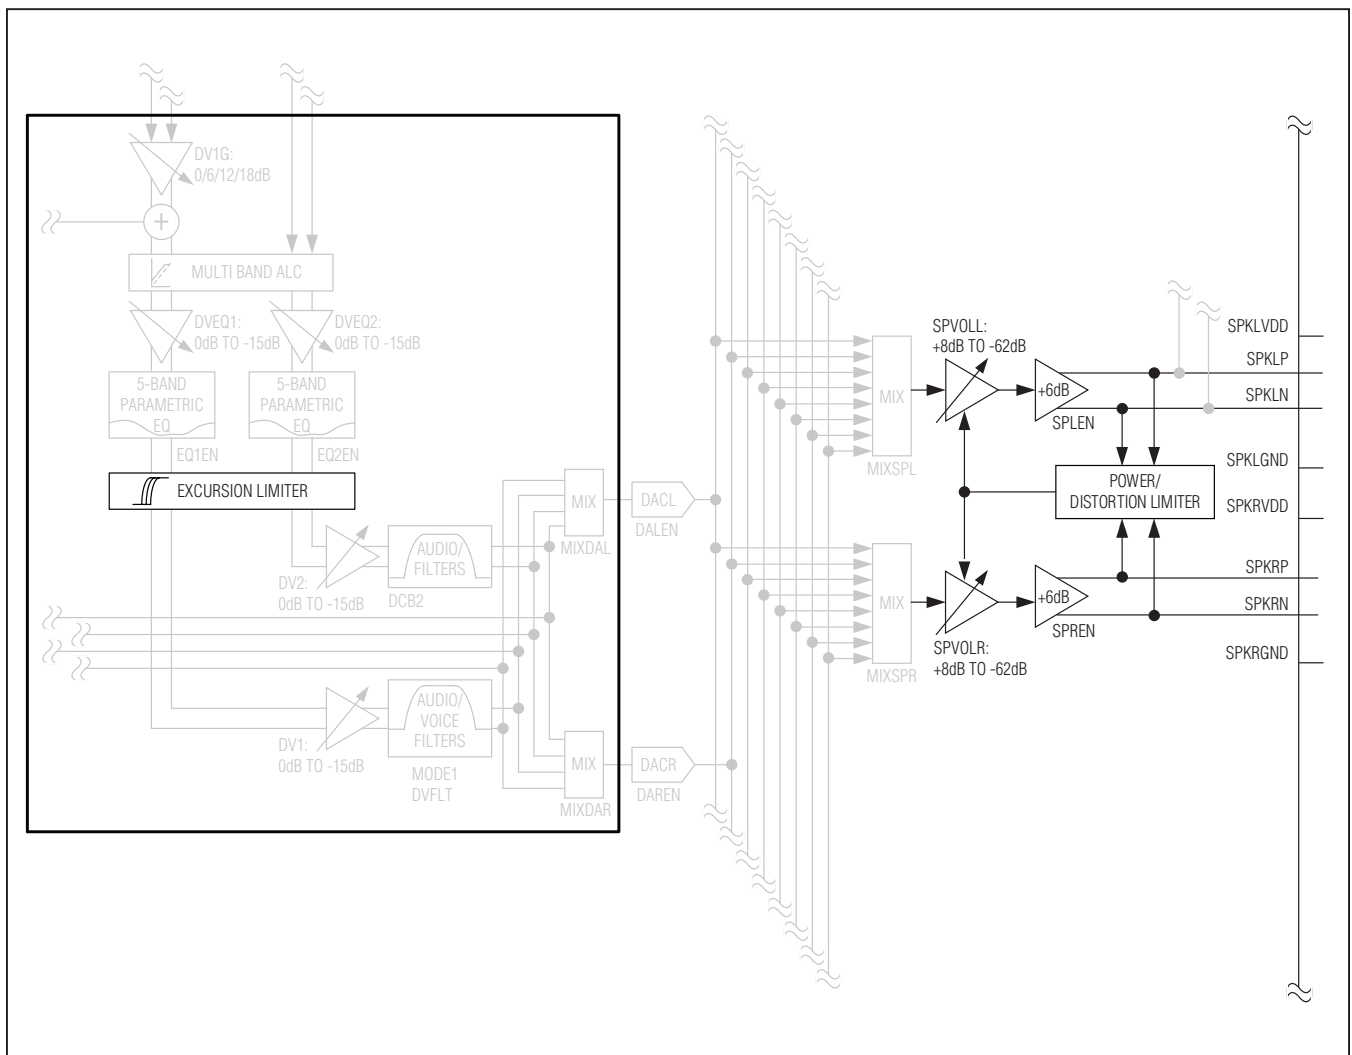 DV1G:
0/6/12/18dB
+
MULTI BAND ALC
DVEQ1:
0dB TO -15dB
DVEQ2:
0dB TO -15dB
5-BAND
PARAMETRIC
EQ
5-BAND
PARAMETRIC
EQ
EQ1EN
EQ2EN
EXCURSION LIMITER
DV2:
0dB TO -15dB
AUDIO/
FILTERS
DCB2
MIX
MIXDAL
DACL
DALEN
DV1:
0dB TO -15dB
AUDIO/
VOICE
FILTERS
MODE1
DVFLT
MIX
MIXDAR
DACR
DAREN
MIX
MIXSPL
MIX
MIXSPR
SPVOLL:
+8dB TO -62dB
+6dB
SPLEN
POWER/
DISTORTION LIMITER
+6dB
SPREN
SPVOLR:
+8dB TO -62dB
SPKLVDD
SPKLP
SPKLN
SPKLGND
SPKRVDD
SPKRP
SPKRN
SPKRGND